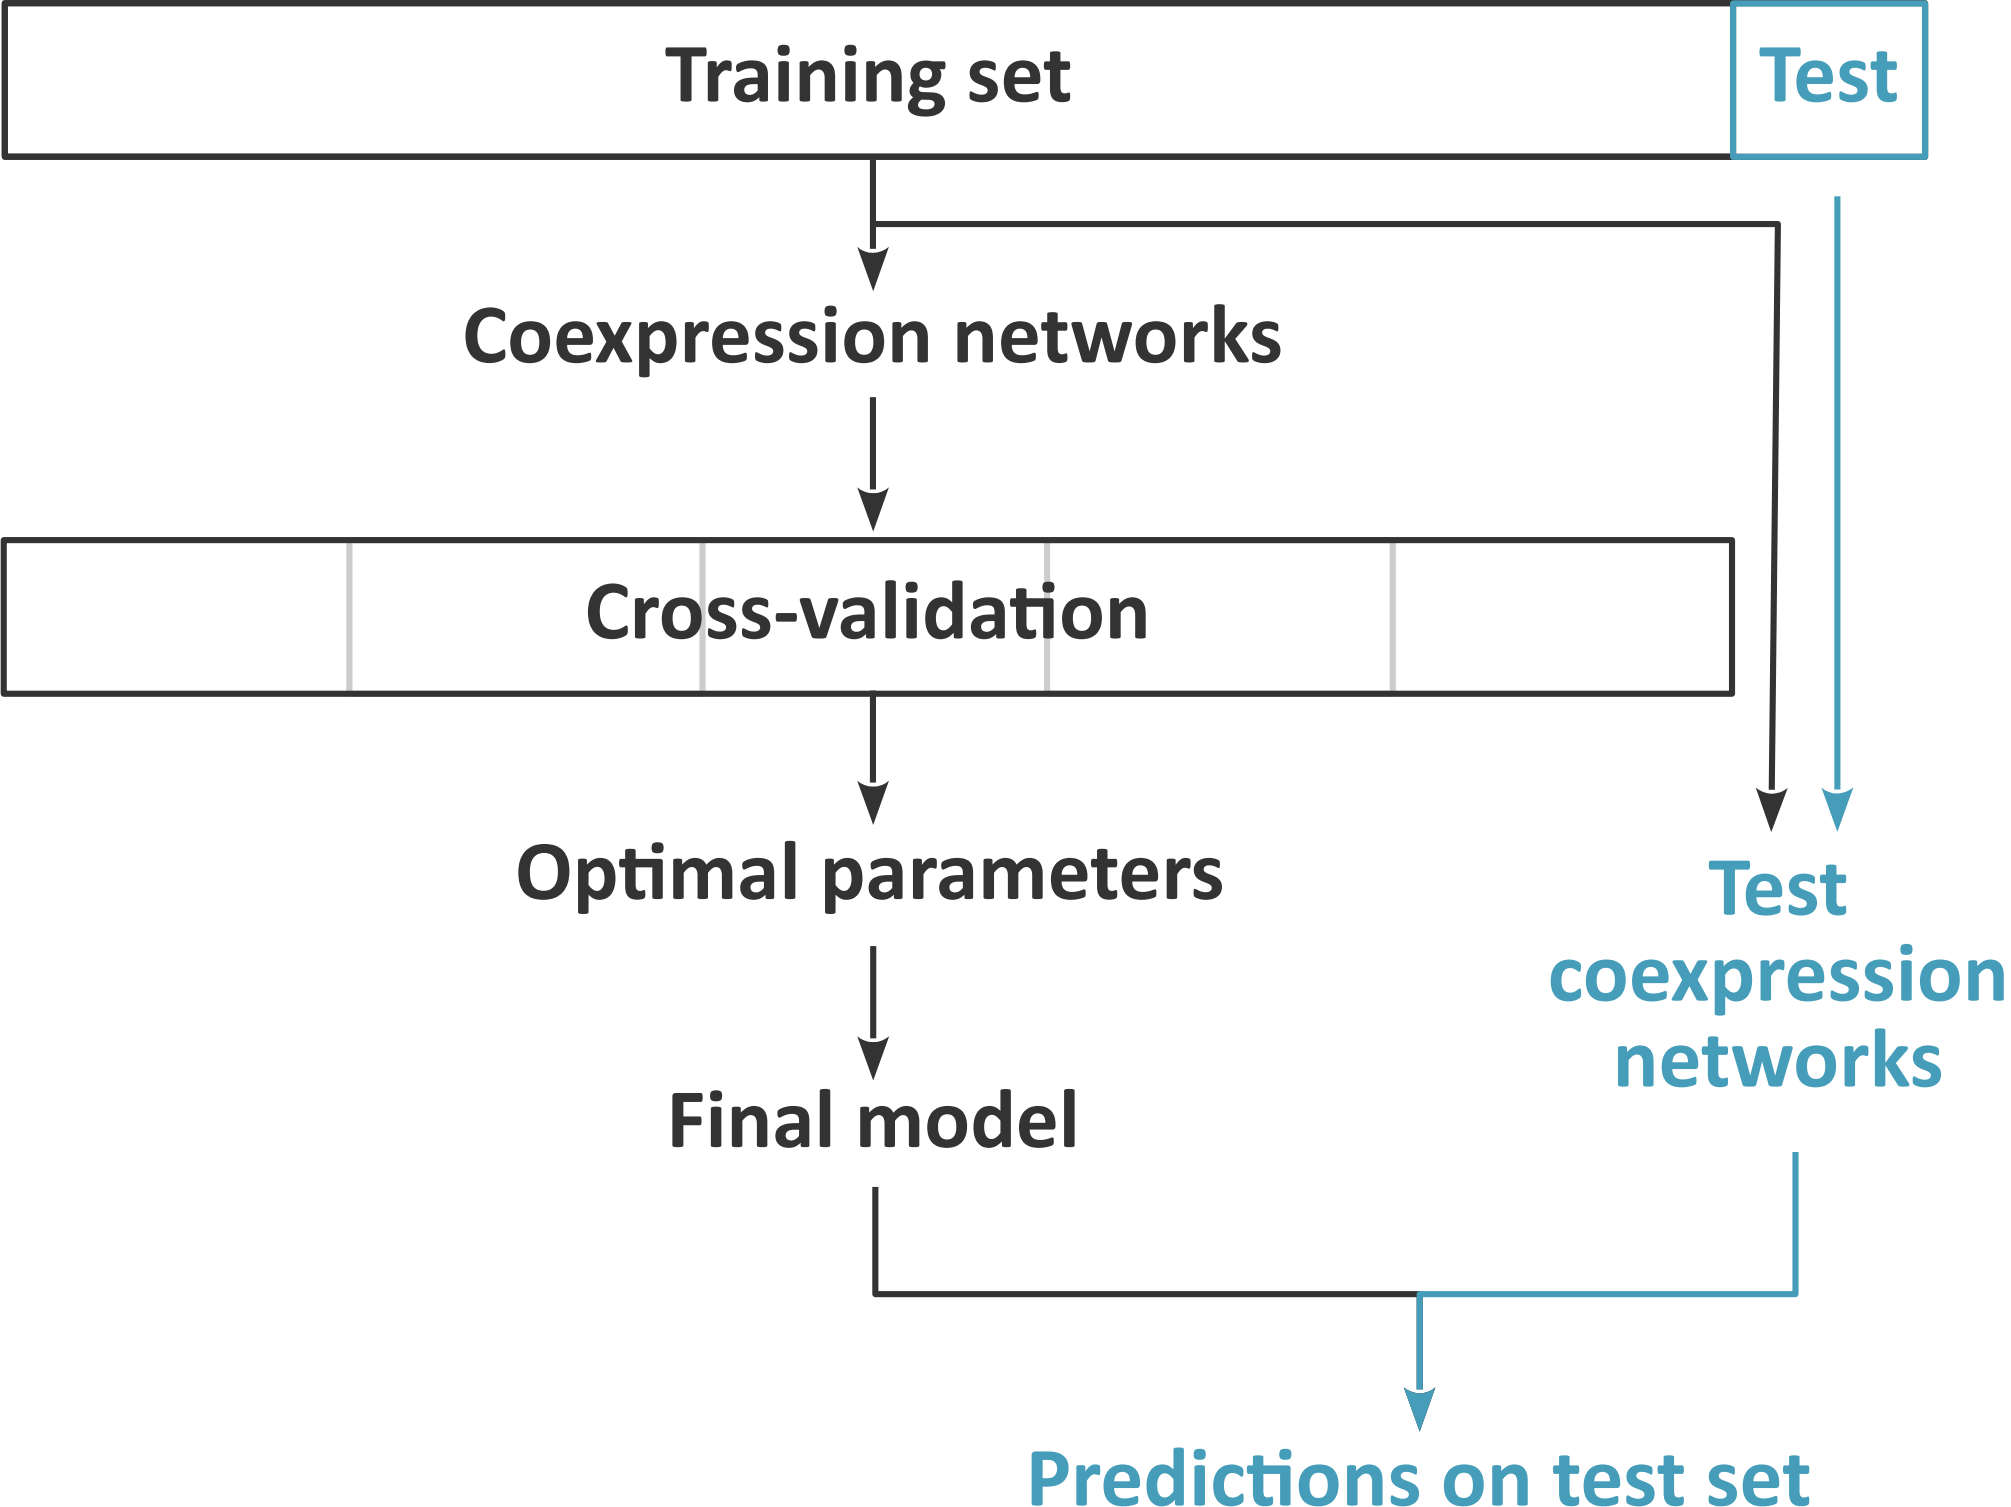 Training set
Test
Coexpression networks
Cross-validation
Optimal parameters
Test
coexpression
networks
Final model
Predictions on test set